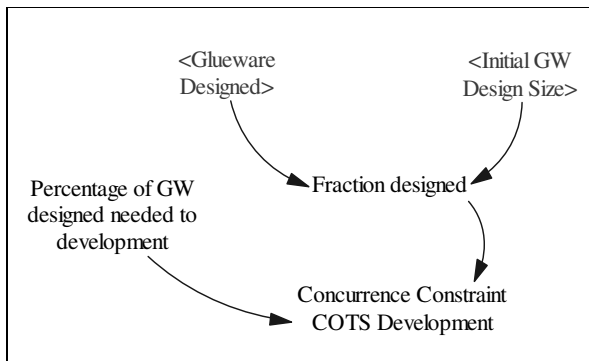 <Glueware
Designed>
<Initial GW
Design Size>
Fraction designed
Percentage of GW
designed needed to
development
Concurrence Constraint
COTS Development